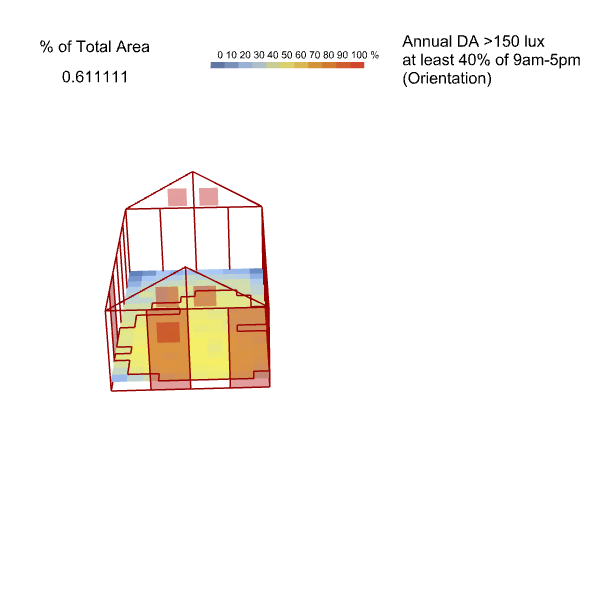 % of Total Area
0.611111
0 10 20 30 40 50 60 70 80 90 100 %
Annual DA >150 lux
at least 40% of 9am-5pm
(Orientation)